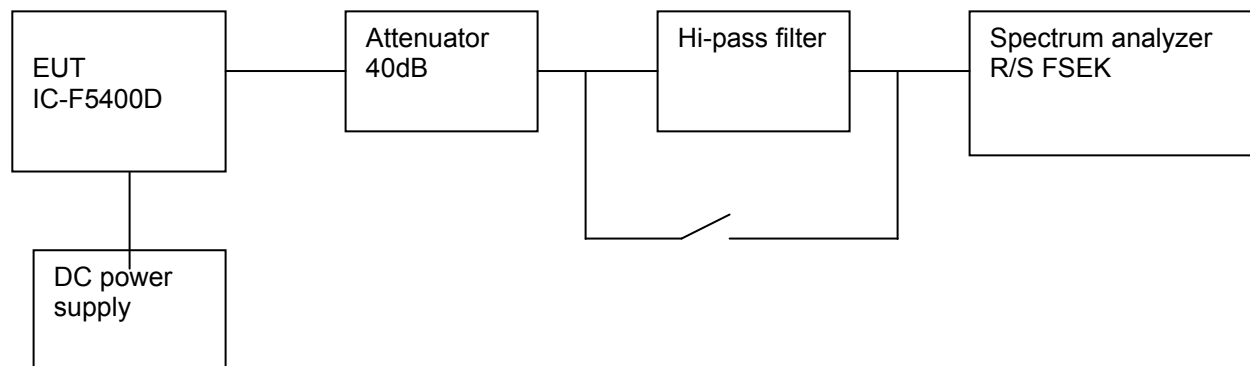 EUT
IC-F5400D
Attenuator
40dB
Hi-pass filter
Spectrum analyzer
R/S FSEK
DC power
supply